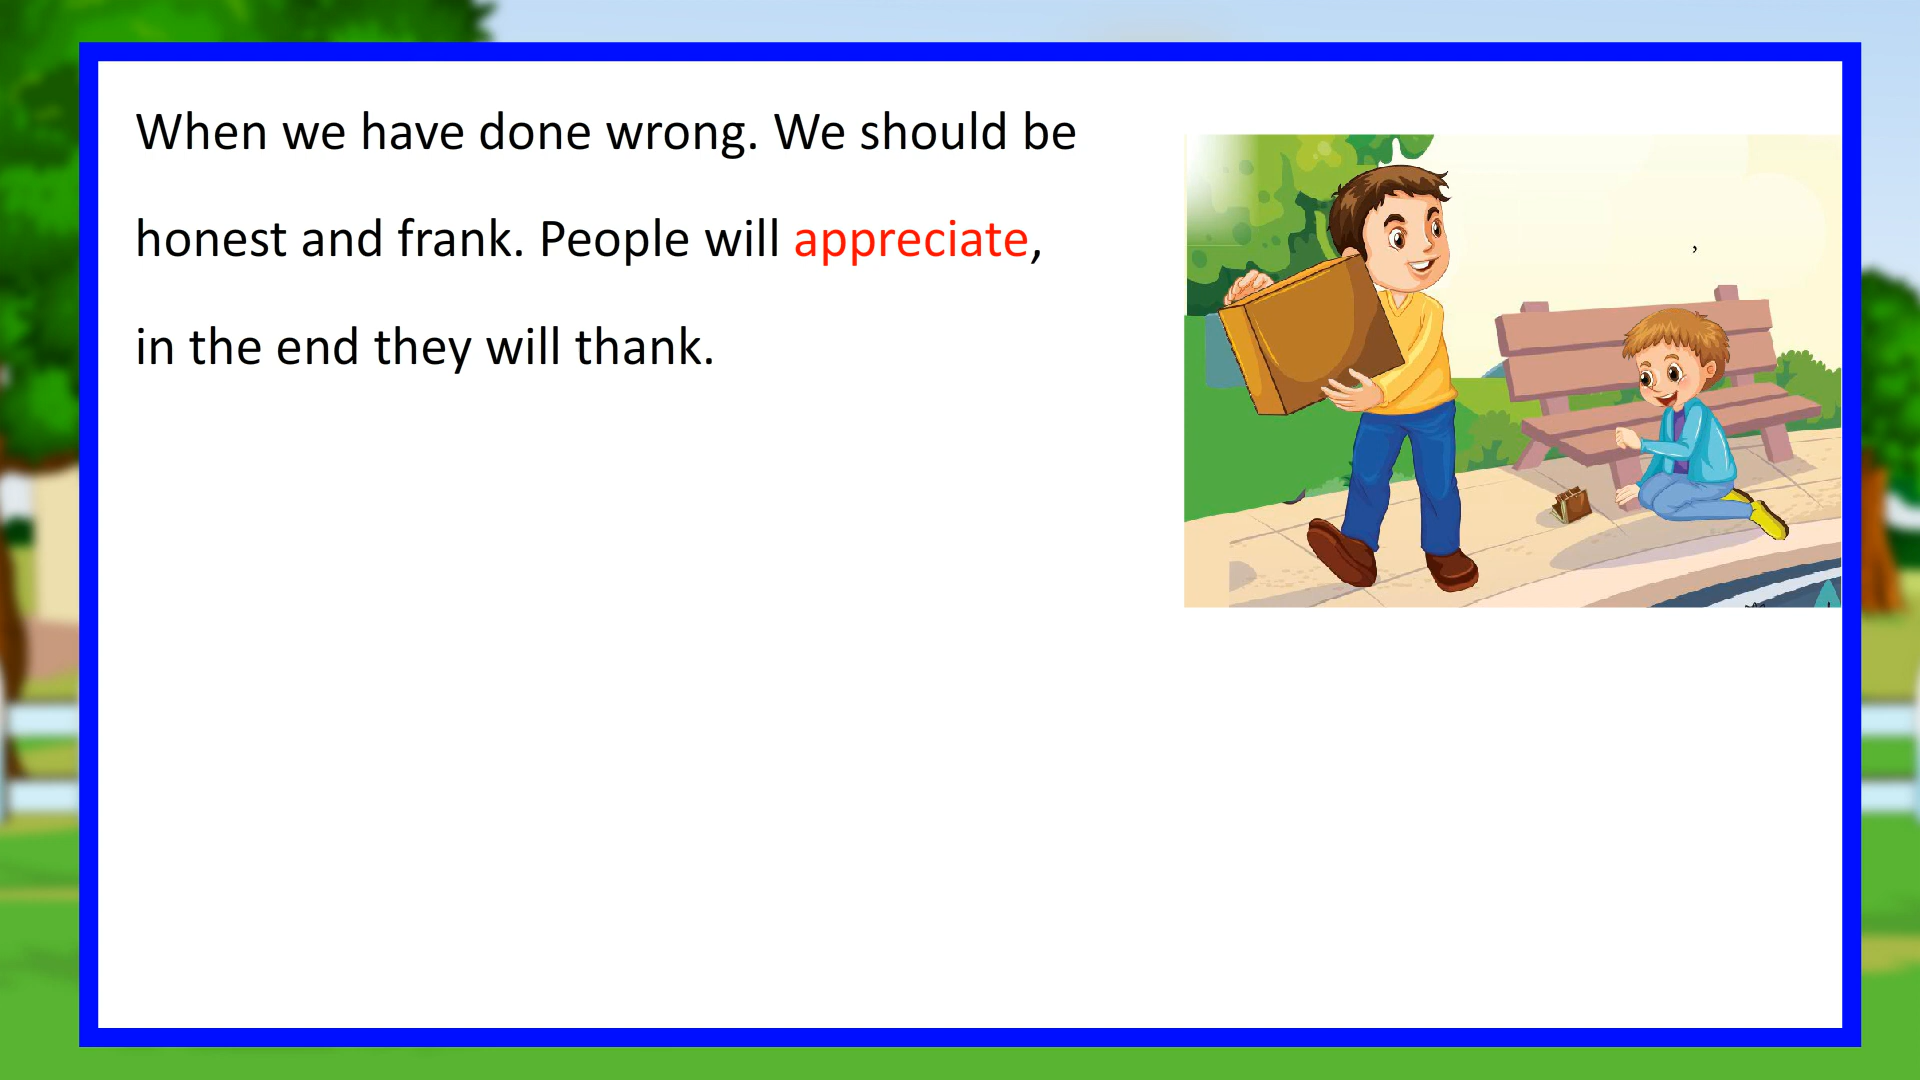 When we have done wrong. We should be
honest and frank. People will appreciate,
in the end they will thank.